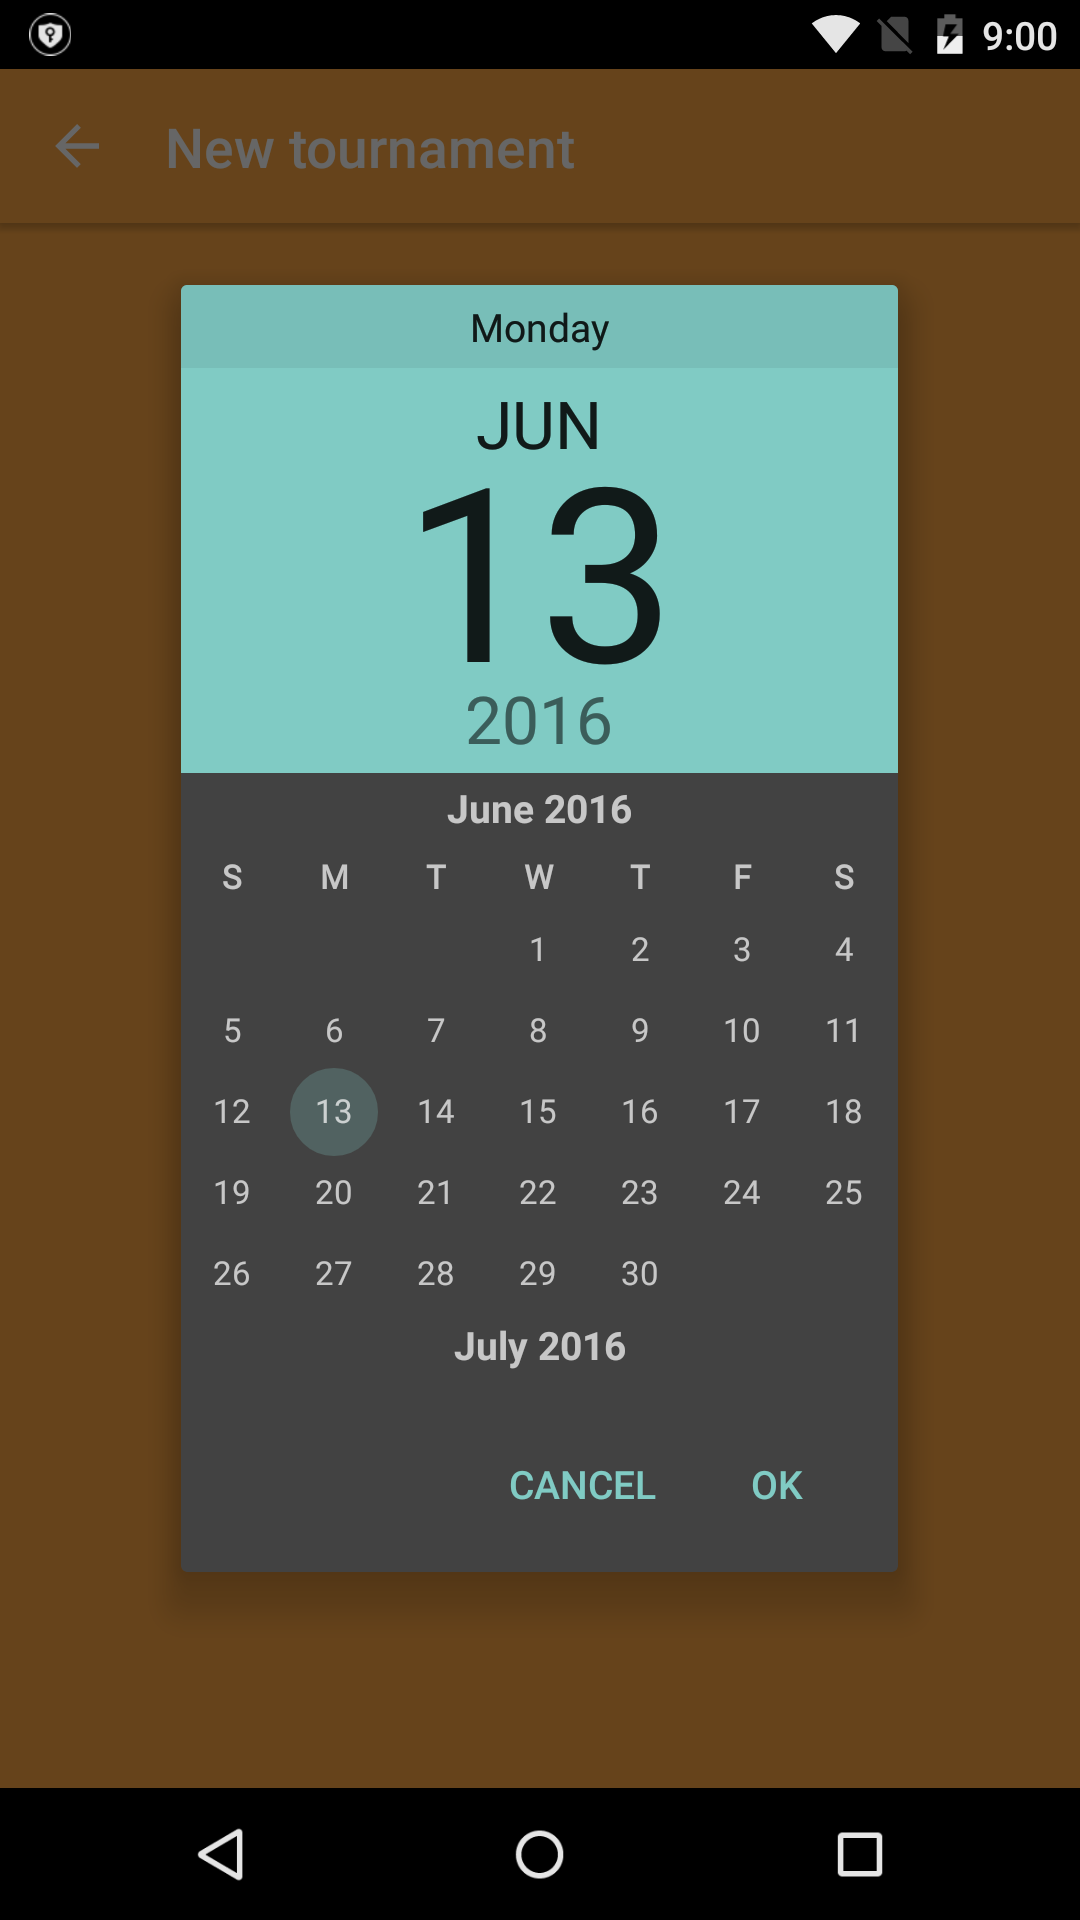 9:00
New tournament
Monday
JUN
13
2016
June 2016
S M T W T F S
1 2 3 4
5 6 7 8 9 10 11
12 13 14 15 16 17 18
19 20 21 22 23 24 25
26 27 28 29 30
July 2016
CANCEL OK